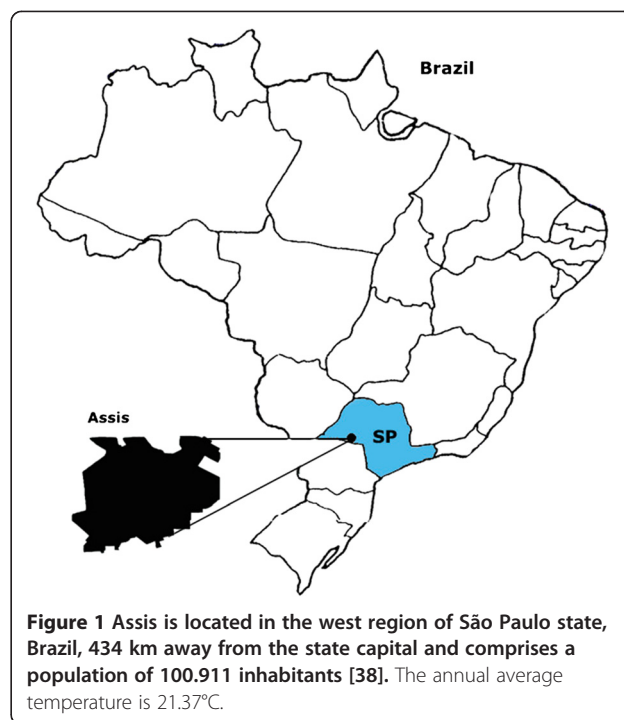 Brazil
Assis
SP
Figure 1 Assis is located in the west region of São Paulo state,
Brazil, 434 km away from the state capital and comprises a
population of 100.911 inhabitants [38]. The annual average
temperature is 21.37°C.